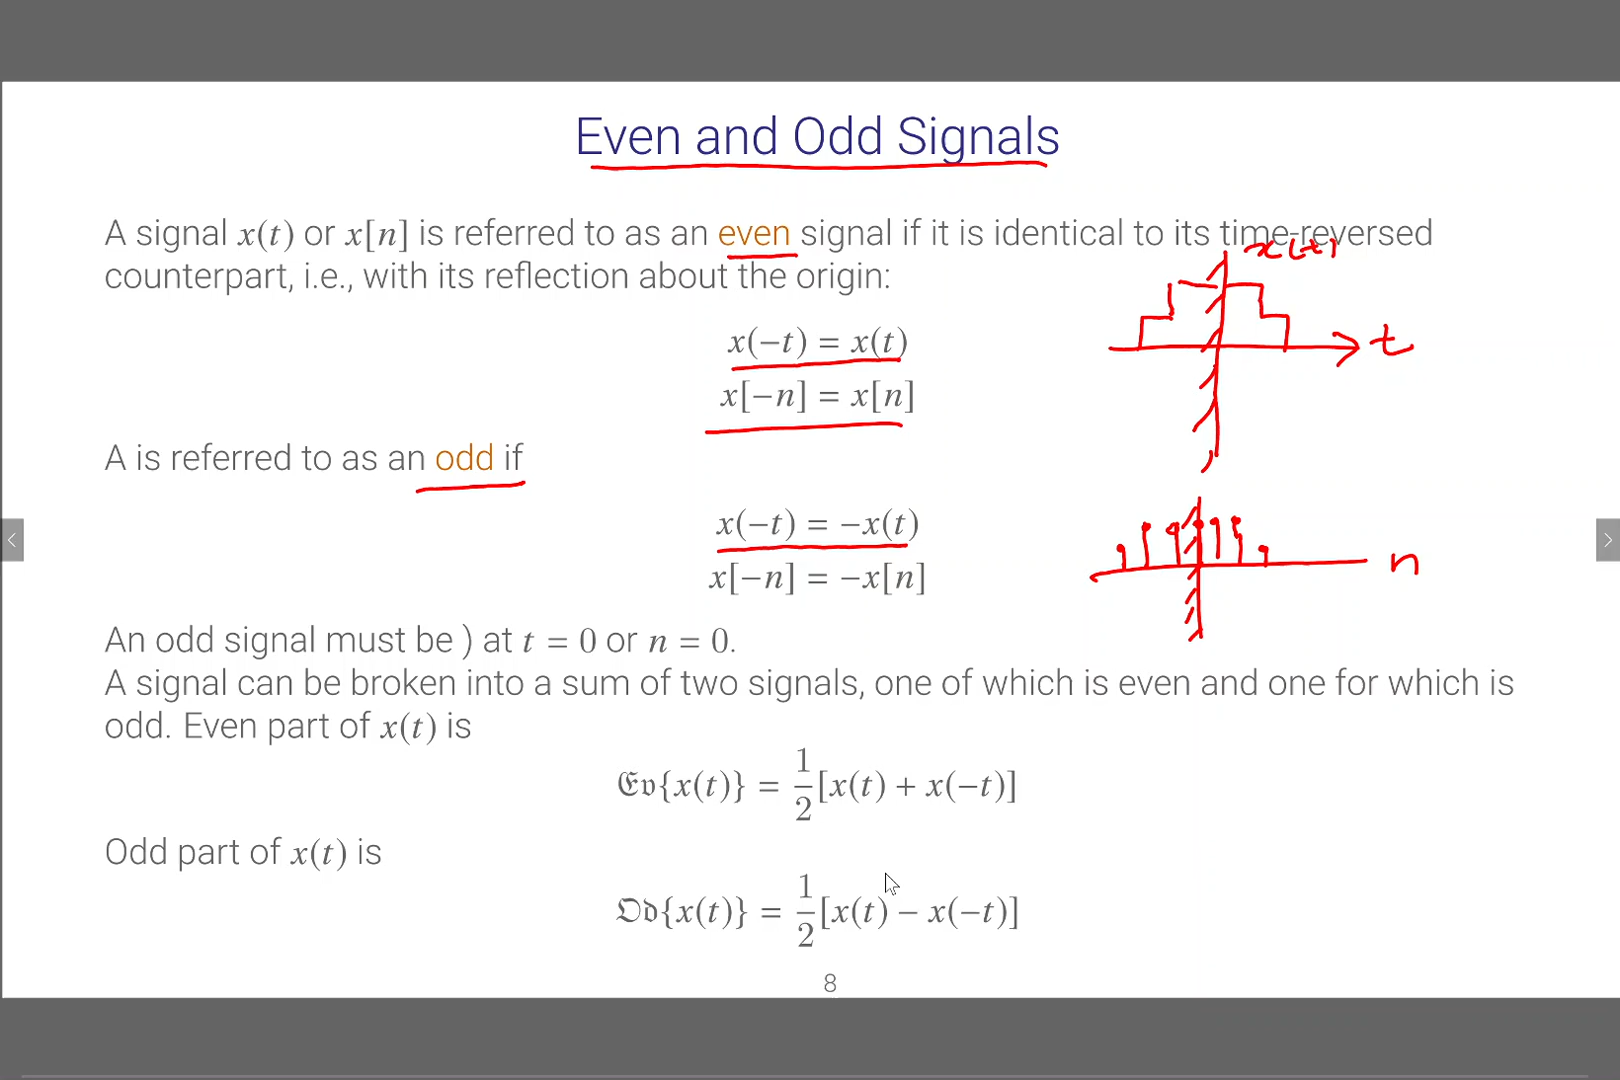 Even and Odd Signals
A signal x(t) or x[n] is referred to as an even signal if it is identical to its time-reversed
counterpart, i.e., with its reflection about the origin:
x(t)
x(−t) = x(t)
t
x[−n] = x[n]
A is referred to as an odd if
x(−t) = −x(t)
n
x[−n] = −x[n]
An odd signal must be ) at t = 0 or n = 0.
A signal can be broken into a sum of two signals, one of which is even and one for which is
odd. Even part of x(t) is
𝔈𝔳{x(t)} = 1/2[x(t) + x(−t)]
Odd part of x(t) is
𝔒𝔡{x(t)} = 1/2[x(t) − x(−t)]
8